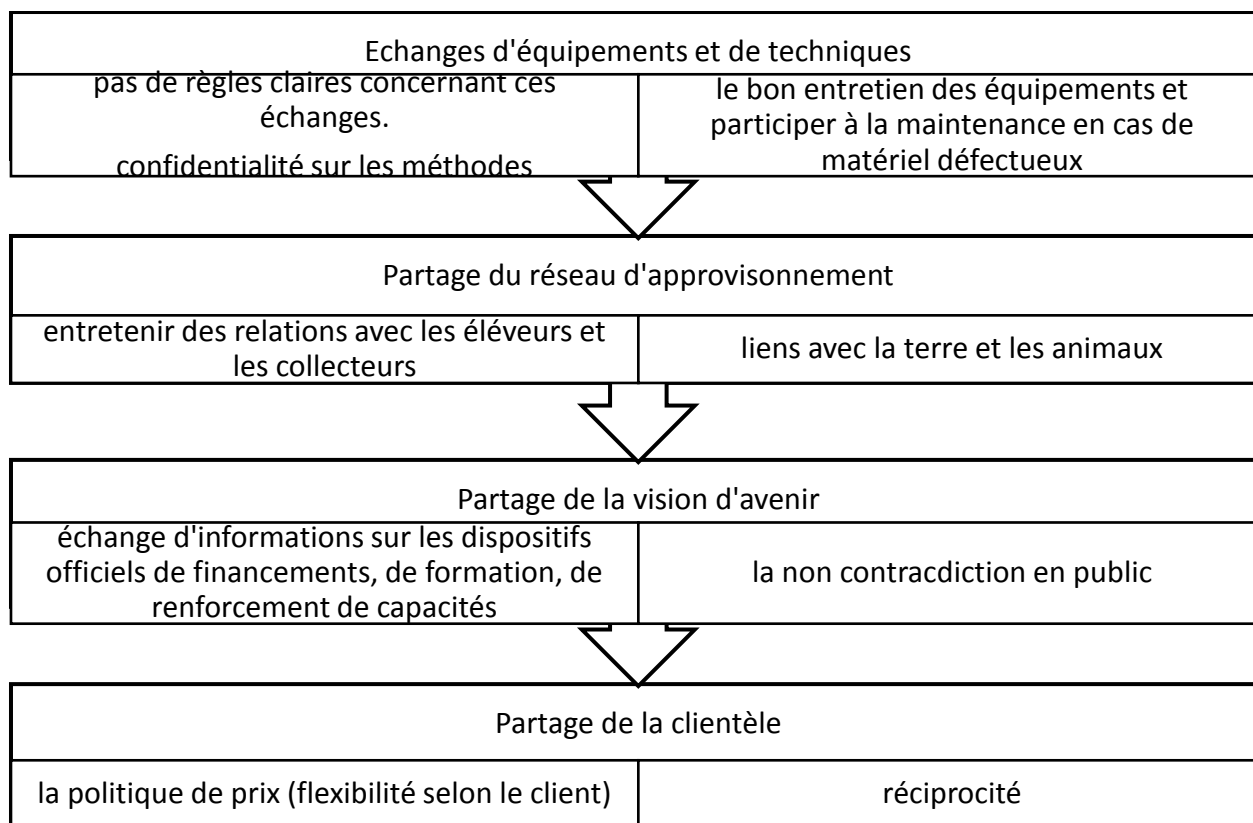 Echanges d'équipements et de techniques
pas de règles claires concernant ces
échanges.
confidentialité sur les méthodes
le bon entretien des équipements et
participer à la maintenance en cas de
matériel défectueux
Partage du réseau d'approvisonnement
entretenir des relations avec les éléveurs et
les collecteurs
liens avec la terre et les animaux
Partage de la vision d'avenir
échange d'informations sur les dispositifs
officiels de financements, de formation, de
renforcement de capacités
la non contracdiction en public
Partage de la clientèle
la politique de prix (flexibilité selon le client)
réciprocité